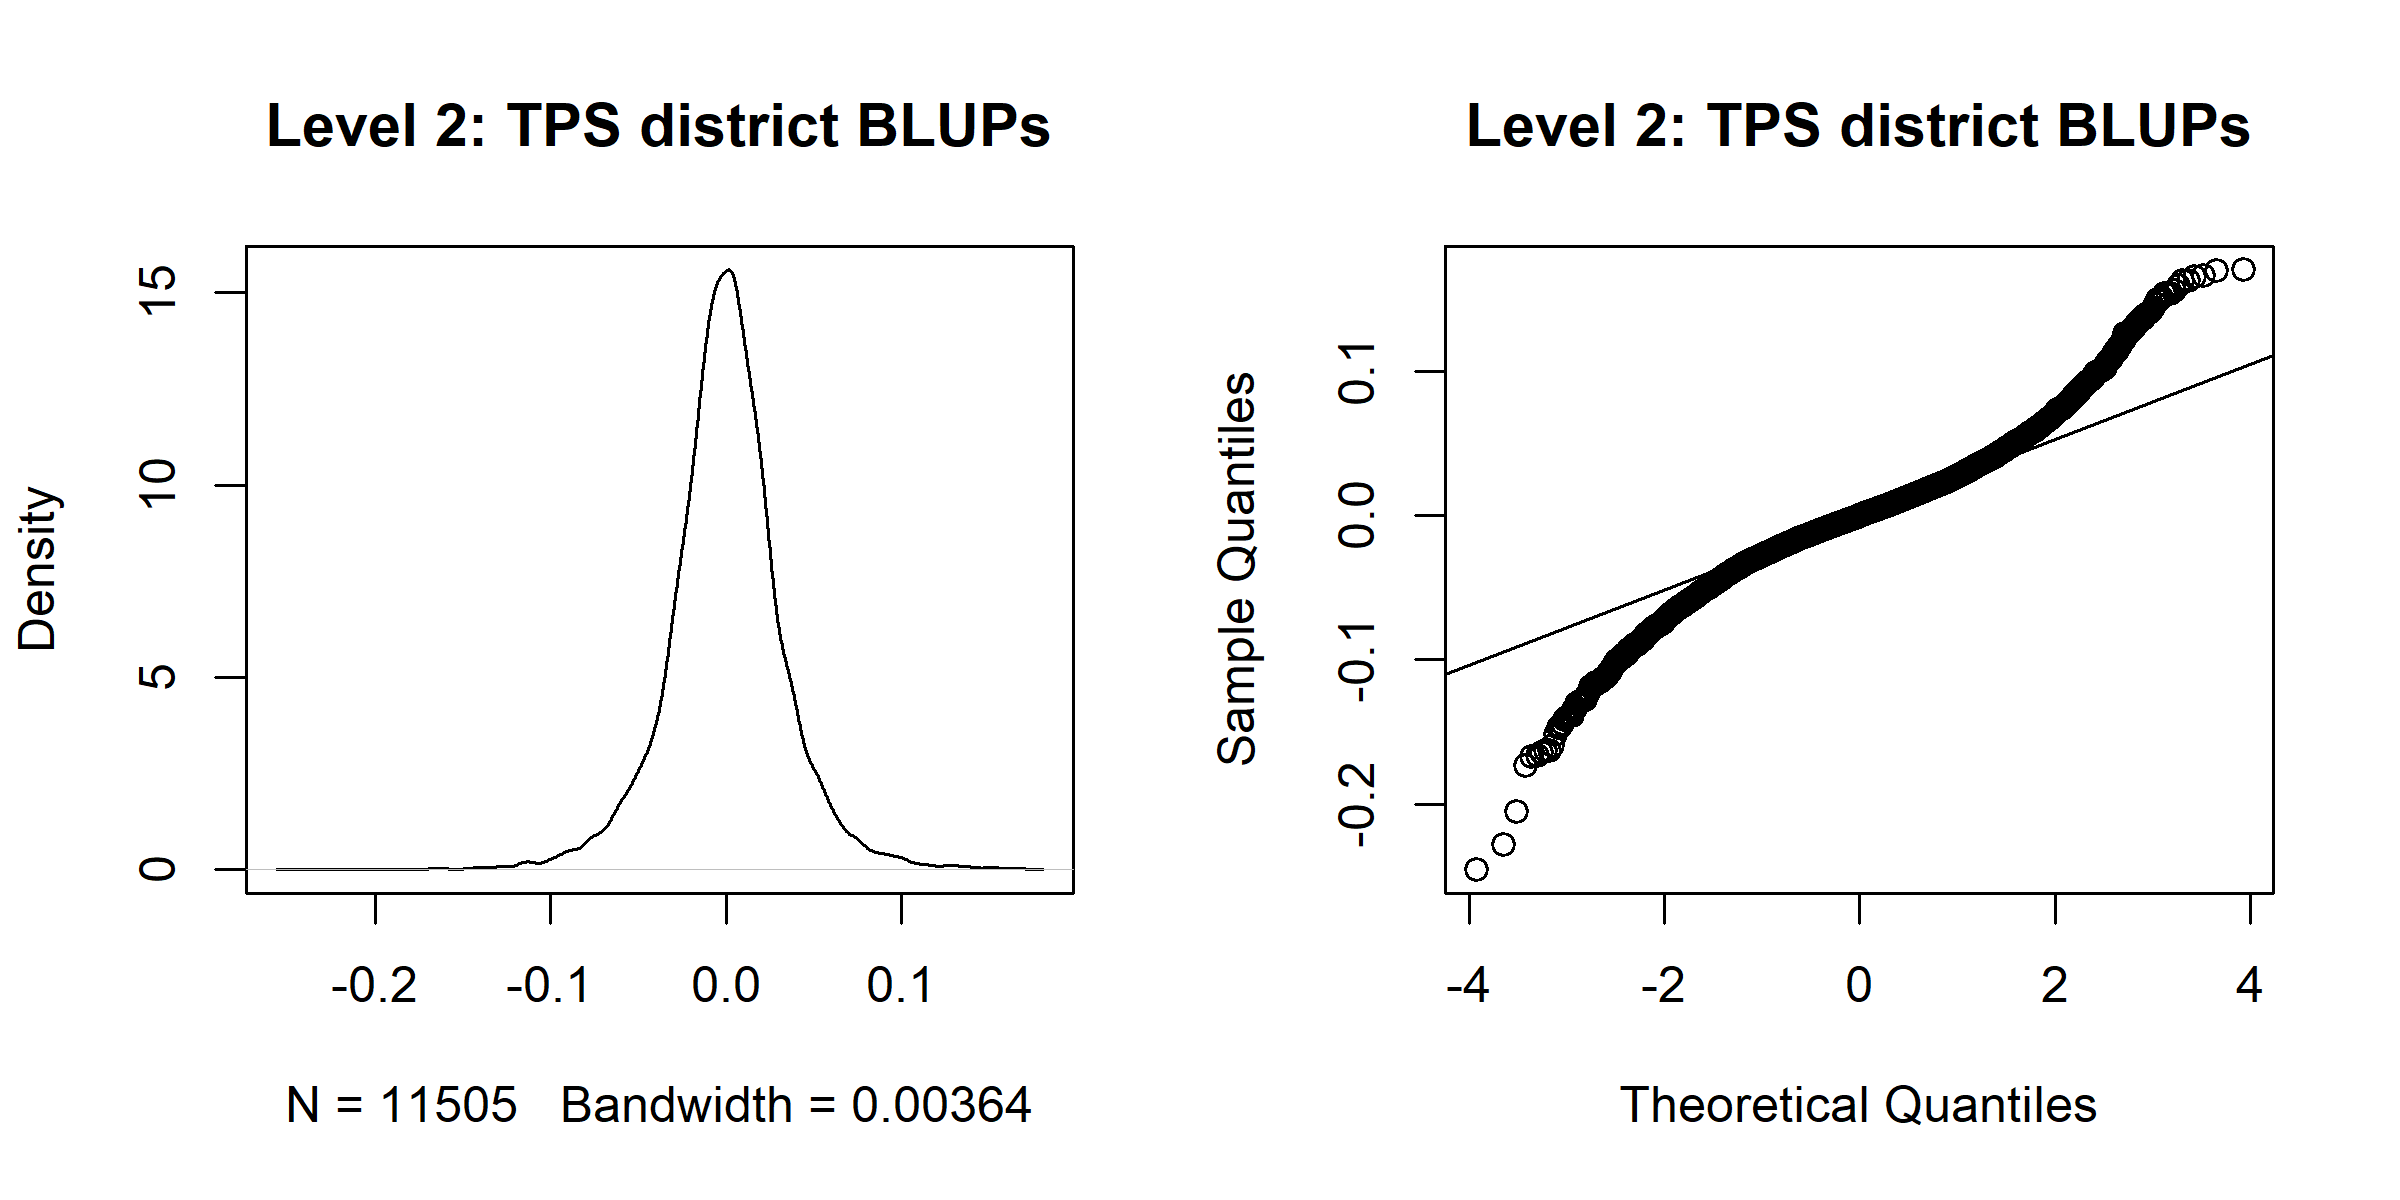 Level 2: TPS district BLUPs
Density
15
10
5
0
-0.2 -0.1 0.0 0.1
N = 11505 Bandwidth = 0.00364
Level 2: TPS district BLUPs
Sample Quantiles
0.1
0.0
-0.1
-0.2
-4 -2 0 2 4
Theoretical Quantiles